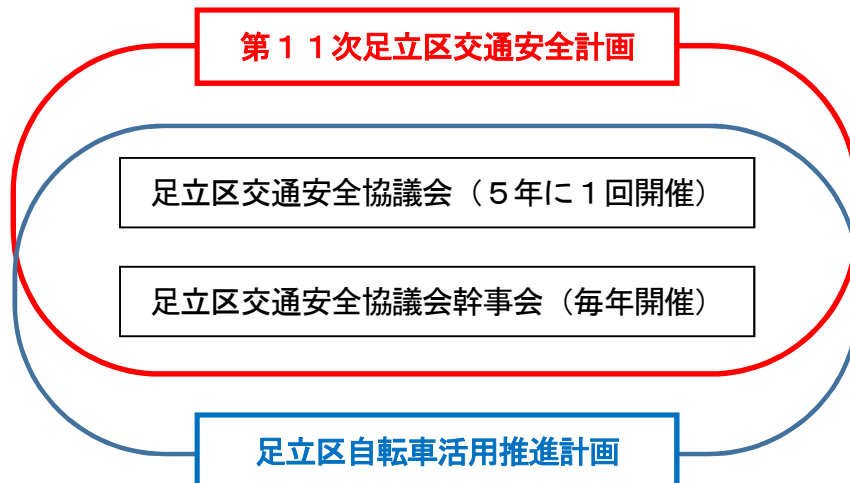 第１１次足立区交通安全計画
足立区交通安全協議会（５年に１回開催）
足立区交通安全協議会幹事会（毎年開催）
足立区自転車活用推進計画